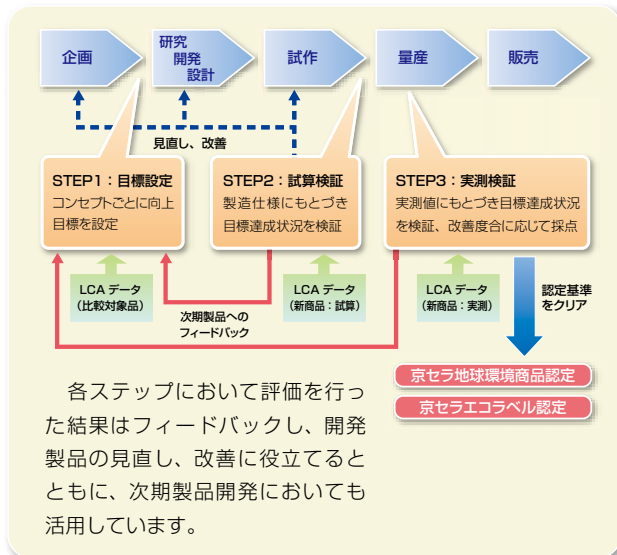 企画
研究
開発
設計
試作
量産
販売
見直し、改善
STEP1：目標設定
コンセプトごとに向上
目標を設定
STEP2：試算検証
製造仕様にもとづき
目標達成状況を検証
STEP3：実測検証
実測値にもとづき目標達成状況
を検証、改善度合に応じて採点
LCA データ
（比較対象品）
次期製品への
フィードバック
LCA データ
（新商品：試算）
LCA データ
（新商品：実測）
認定基準
をクリア
京セラ地球環境商品認定
京セラエコラベル認定
各ステップにおいて評価を行っ
た結果はフィードバックし、開発
製品の見直し、改善に役立てると
ともに、次期製品開発においても
活用しています。